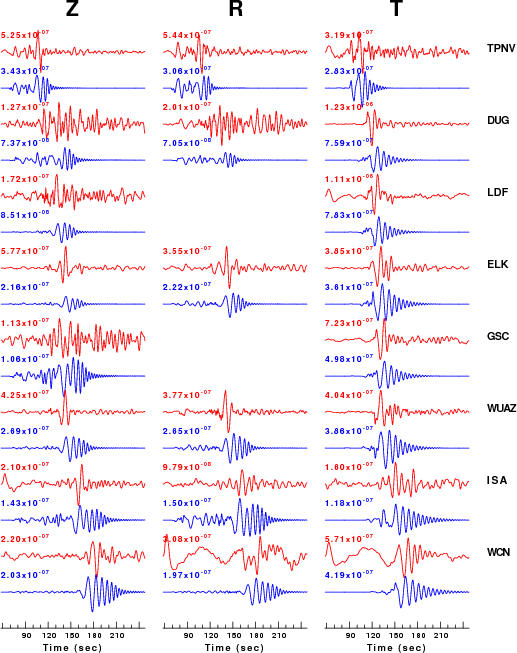 Z R T
5.25x10-07 5.44x10-07 3.19x10-07 TPNV
3.43x10-07 3.06x10-07 2.83x10-07
1.27x10-07 2.01x10-07 1.23x10-06 DUG
7.37x10-08 7.05x10-08 7.59x10-07
1.72x10-07 1.11x10-06 LDF
8.51x10-08 7.83x10-07
5.77x10-07 3.55x10-07 3.85x10-07 ELK
2.16x10-07 2.22x10-07 3.61x10-07
1.13x10-07 7.23x10-07 GSC
1.06x10-07 4.98x10-07
4.25x10-07 3.77x10-07 4.04x10-07 WUAZ
2.69x10-07 2.65x10-07 3.86x10-07
2.10x10-07 9.79x10-08 1.60x10-07 ISA
1.43x10-07 1.50x10-07 1.18x10-07
2.20x10-07 3.08x10-07 5.71x10-07 WCN
2.03x10-07 1.97x10-07 4.19x10-07
90 120 150 180 210 90 120 150 180 210 90 120 150 180 210
Time (sec) Time (sec) Time (sec)